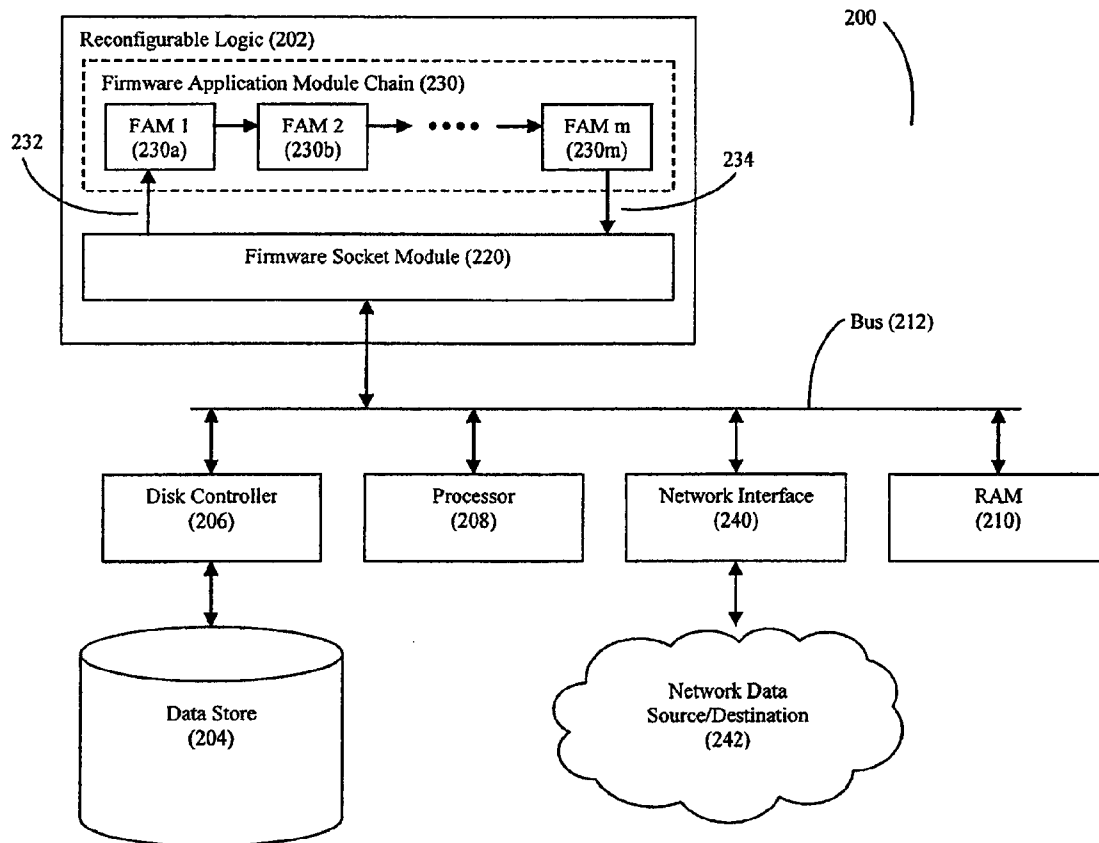 200
Reconfigurable Logic (202)
Firmware Application Module Chain (230)
FAM 1
(230a)
FAM 2
(230b)
FAM m
(230m)
232
234
Firmware Socket Module (220)
Bus (212)
Disk Controller
(206)
Processor
(208)
Network Interface
(240)
RAM
(210)
Data Store
(204)
Network Data
Source/Destination
(242)